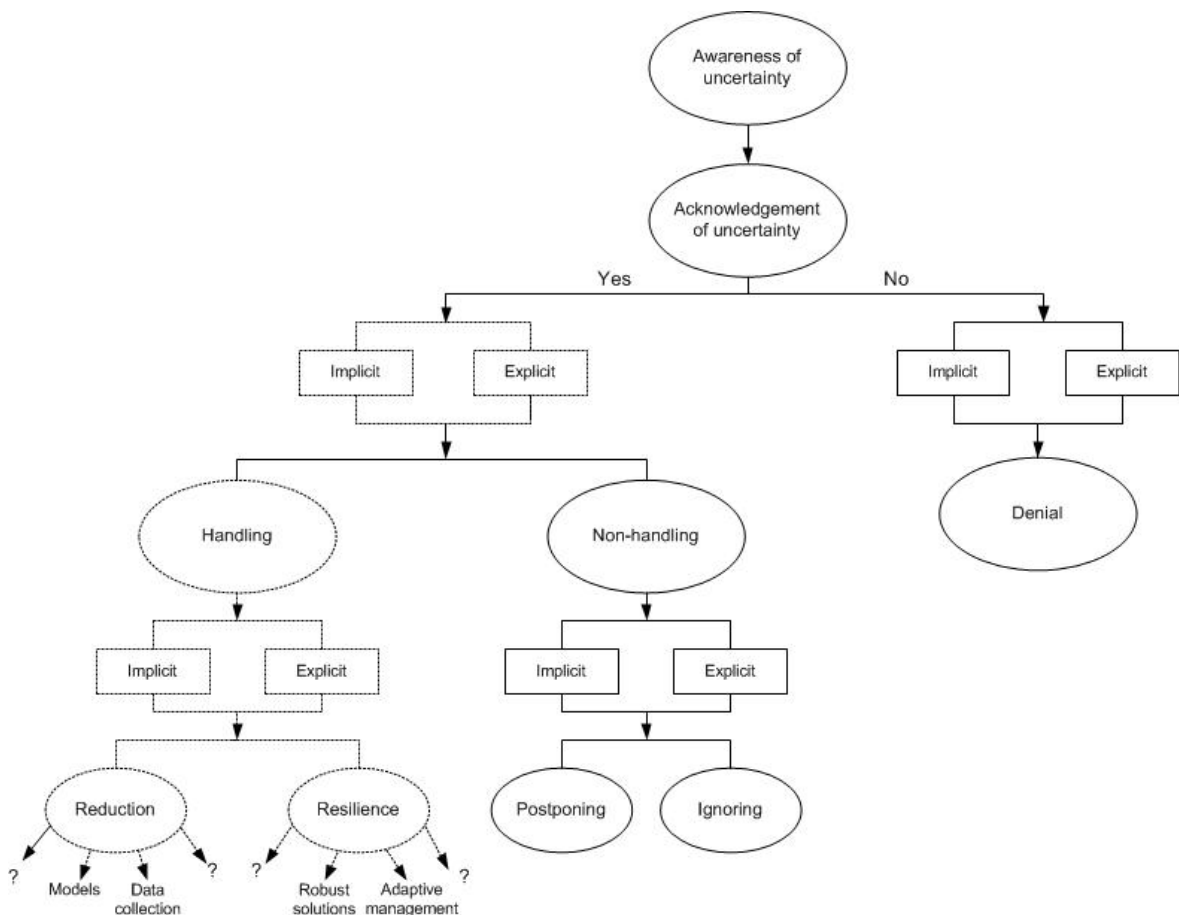 Awareness of
uncertainty
Acknowledgement
of uncertainty
Yes
No
Implicit
Explicit
Implicit
Explicit
Handling
Non-handling
Denial
Implicit
Explicit
Implicit
Explicit
Reduction
Resilience
Postponing
Ignoring
?
Models
Data
collection
?
?
Robust
solutions
Adaptive
management
?